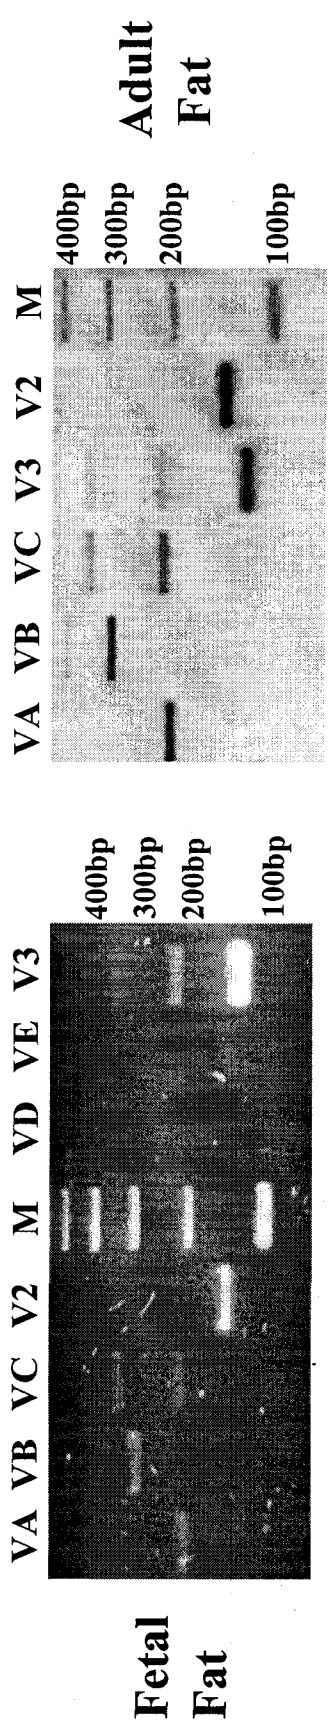 Fetal
Fat
VA VB VC V2 M VD VE V3
400bp
300bp
200bp
100bp
VA VB VC V3 V2 M
400bp
300bp
200bp
100bp
Adult
Fat